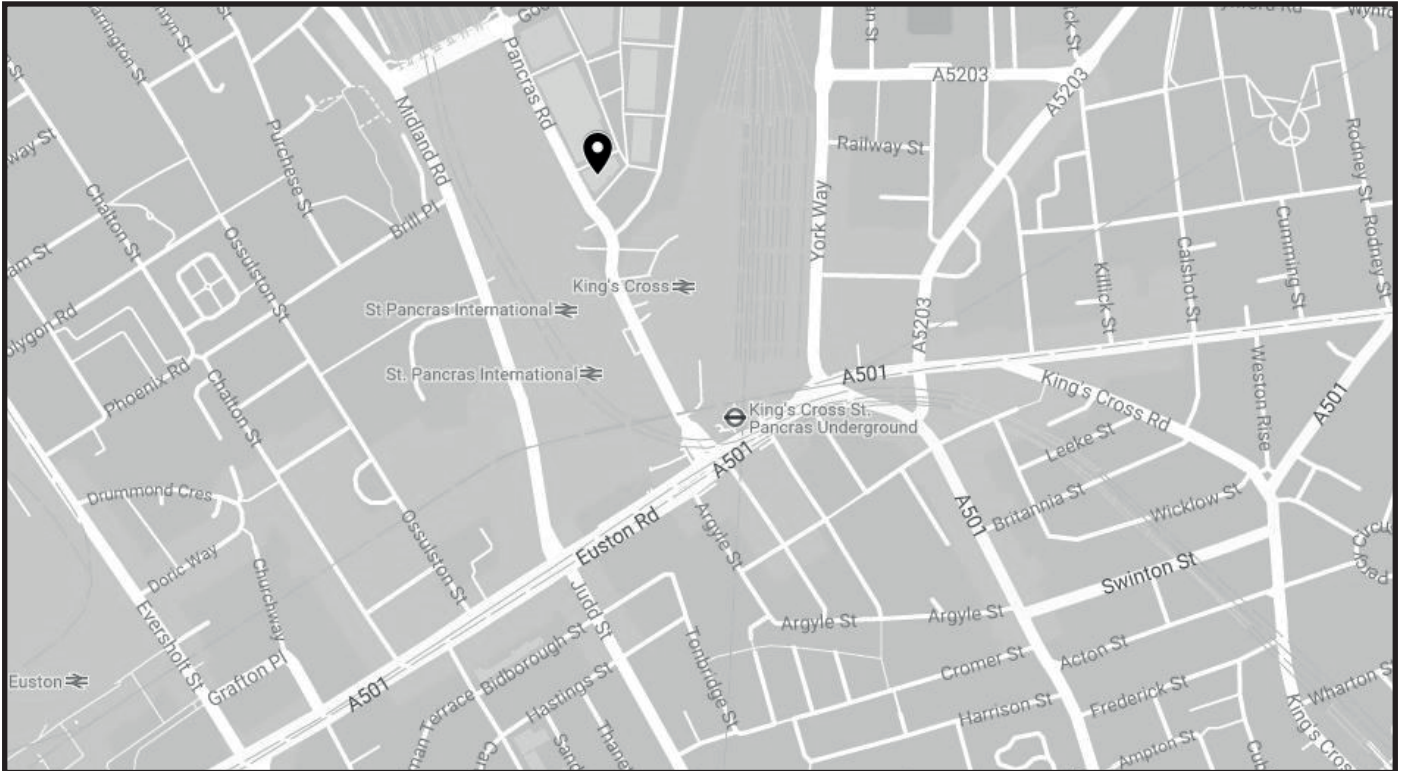 Pancras Rd
A5203
A5203
Midland Rd
Purchese St
Railway St
Rodney St
Chalton St
Brill Pl
York Way
Ossulston St
Cumming St
Rodney St
Calshot St
Killick St
King's Cross
St Pancras International
A5203
St. Pancras International
A501
Phoenix Rd
Chalton St
King's Cross Rd
Weston Rise
A501
King's Cross St.
Pancras Underground
Leeke St
A501
Drummond Cres
Britannia St
Wicklow St
A501
Argyle St
Euston Rd
Ossulston St
Doric Way
Churchway
Swinton St
Judd St
Eversholt St
Argyle St
Argyle St
Bidborough St
Tonbridge St
Acton St
Cromer St
Euston
Grafton Pl
Hastings St
Frederick St
Wharton St
A501
Harrison St
Ampton St